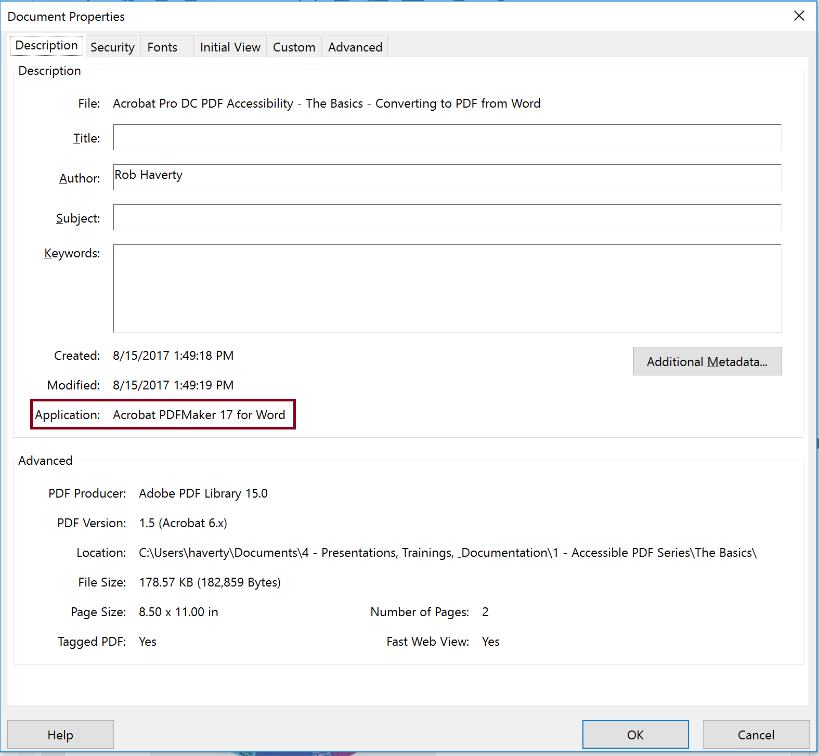 Document Properties
Description Security Fonts Initial View Custom Advanced
Description
File: Acrobat Pro DC PDF Accessibility - The Basics - Converting to PDF from Word
Title:
Author: Rob Haverty
Subject:
Keywords:
Created: 8/15/2017 1:49:18 PM
Additional Metadata...
Modified: 8/15/2017 1:49:19 PM
Application: Acrobat PDFMaker 17 for Word
Advanced
PDF Producer: Adobe PDF Library 15.0
PDF Version: 1.5 (Acrobat 6.x)
Location: C:\Users\haverty\Documents\4 - Presentations, Trainings, _Documentation\1 - Accessible PDF Series\The Basics\
File Size: 178.57 KB (182,859 Bytes)
Page Size: 8.50 x 11.00 in Number of Pages: 2
Tagged PDF: Yes Fast Web View: Yes
Help OK Cancel